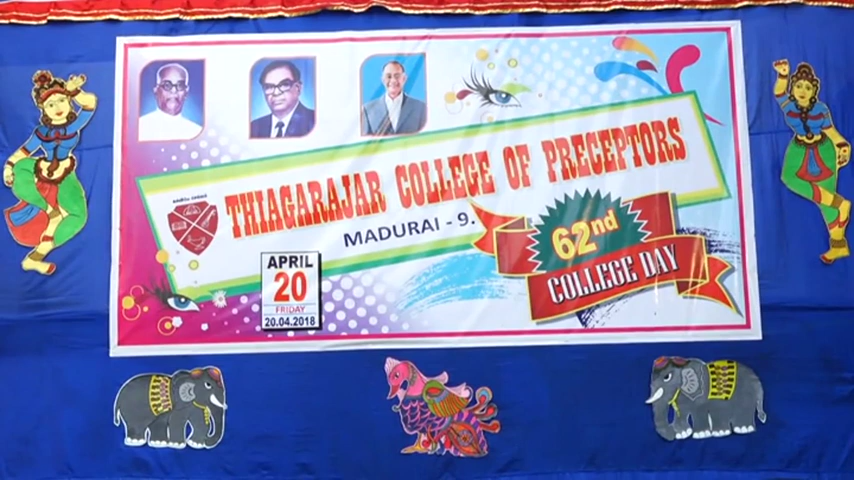 THIAGARAJAR COLLEGE OF PRECEPTORS
MADURAI - 9.
62nd
COLLEGE DAY
APRIL
20
FRIDAY
20.04.2018